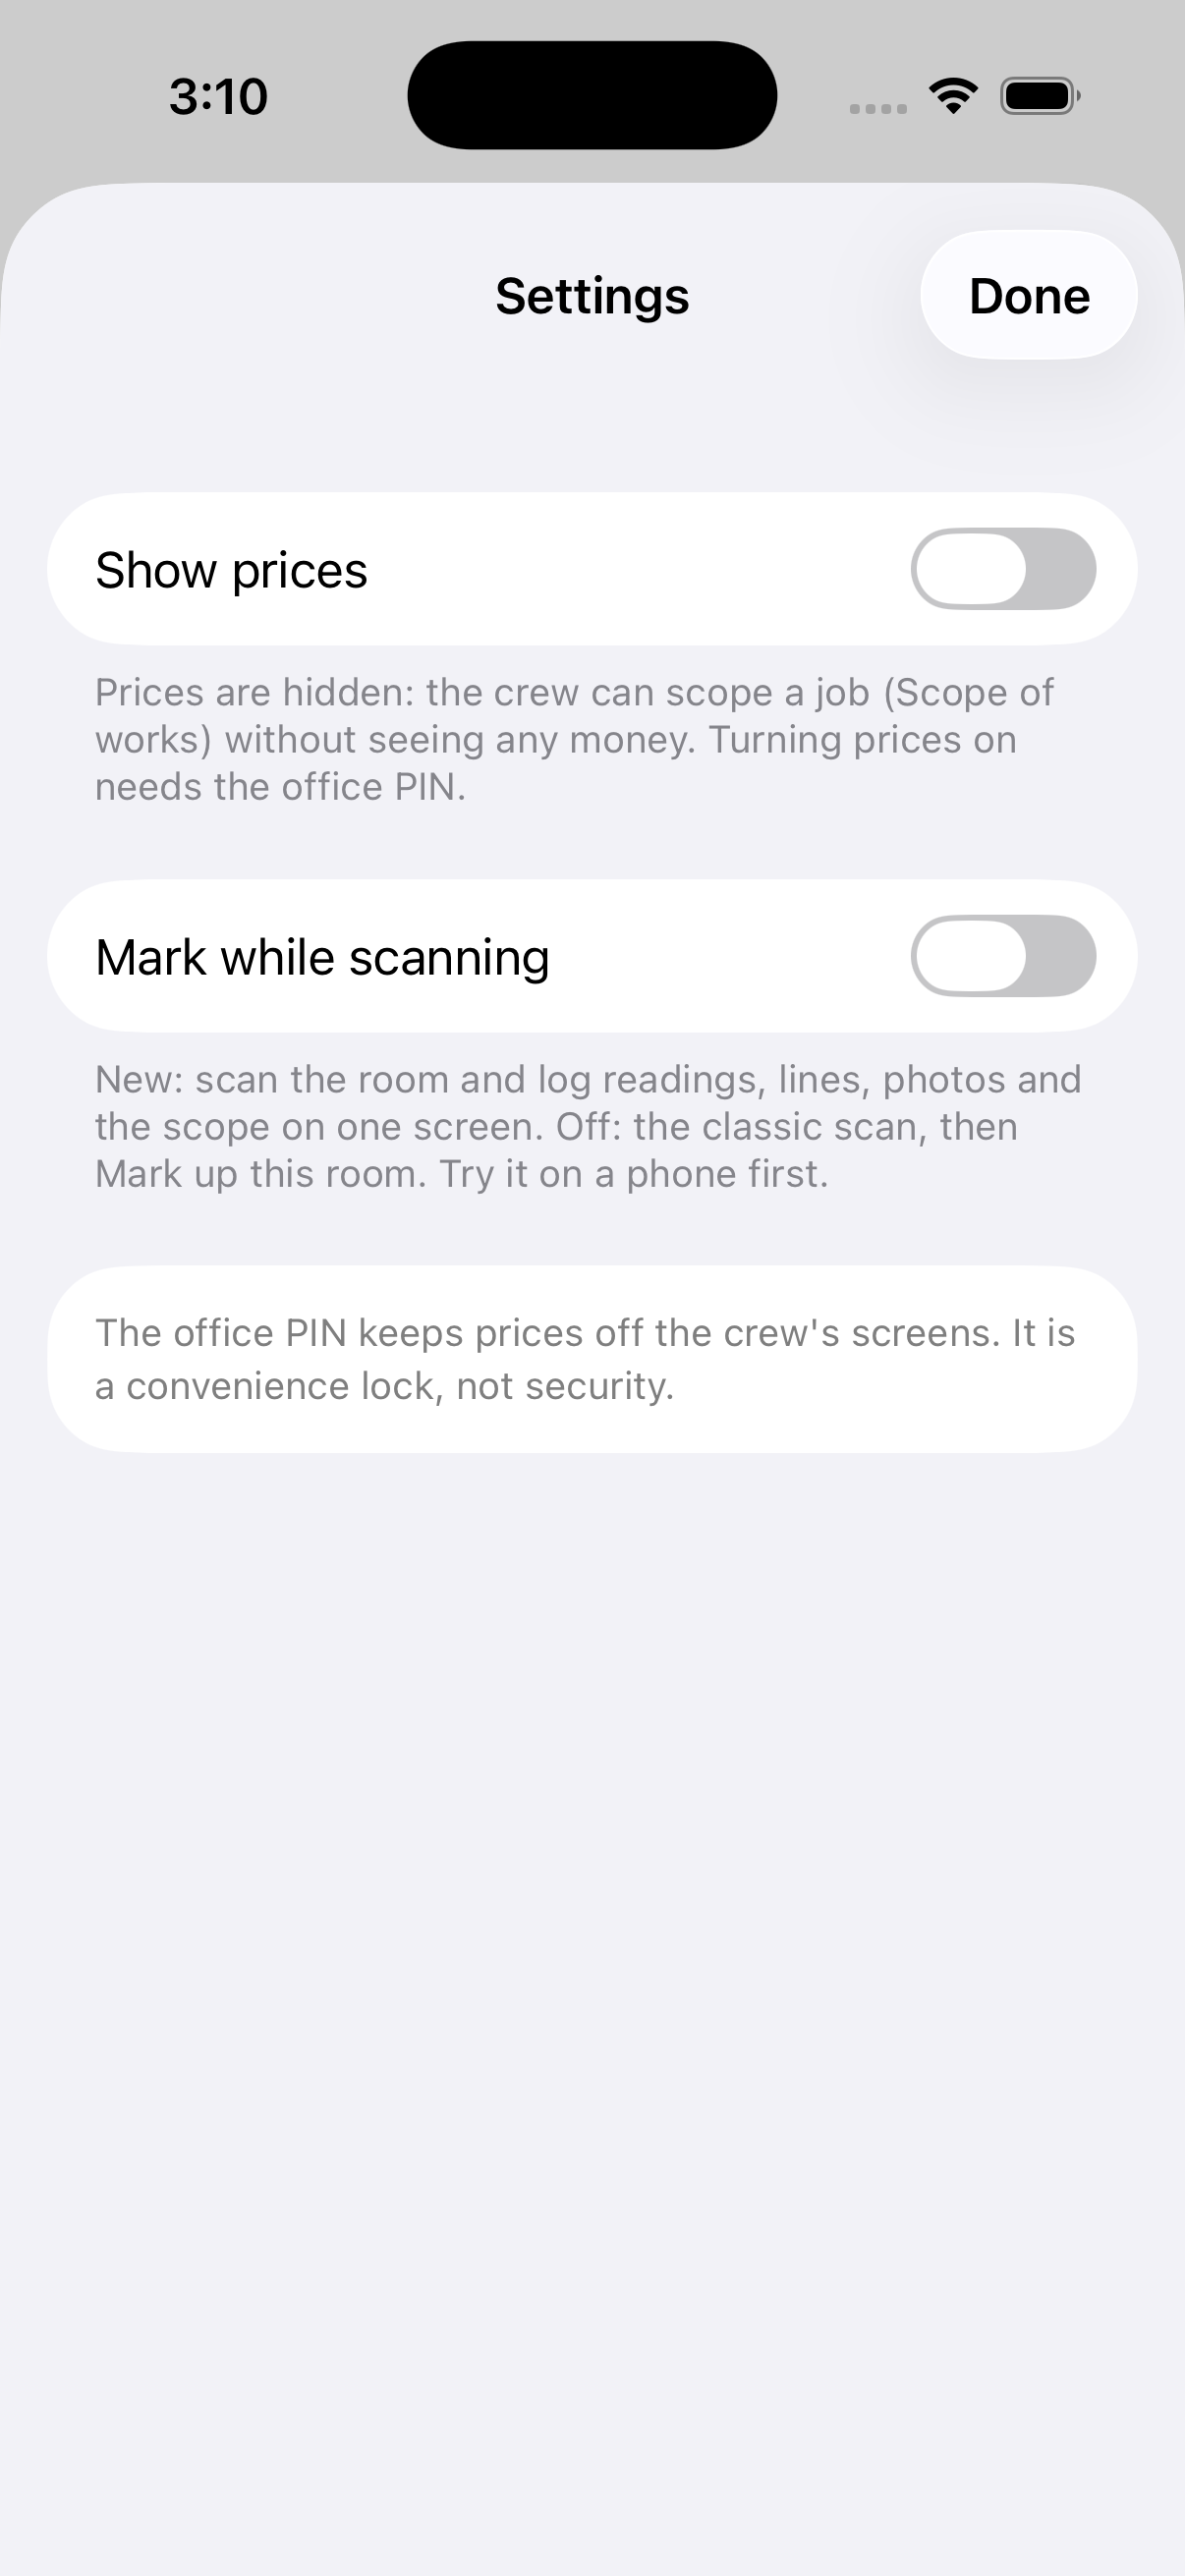 3:10
Settings
Done
Show prices
Prices are hidden: the crew can scope a job (Scope of
works) without seeing any money. Turning prices on
needs the office PIN.
Mark while scanning
New: scan the room and log readings, lines, photos and
the scope on one screen. Off: the classic scan, then
Mark up this room. Try it on a phone first.
The office PIN keeps prices off the crew's screens. It is
a convenience lock, not security.